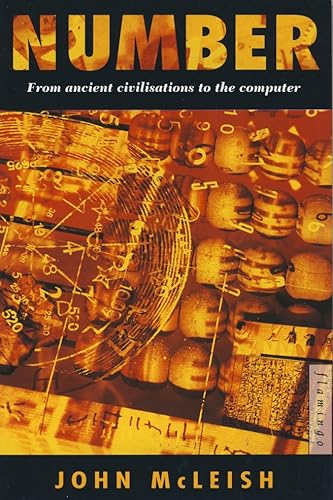 NUMBER
From ancient civilisations to the computer
flamingo
JOHN McLEISH